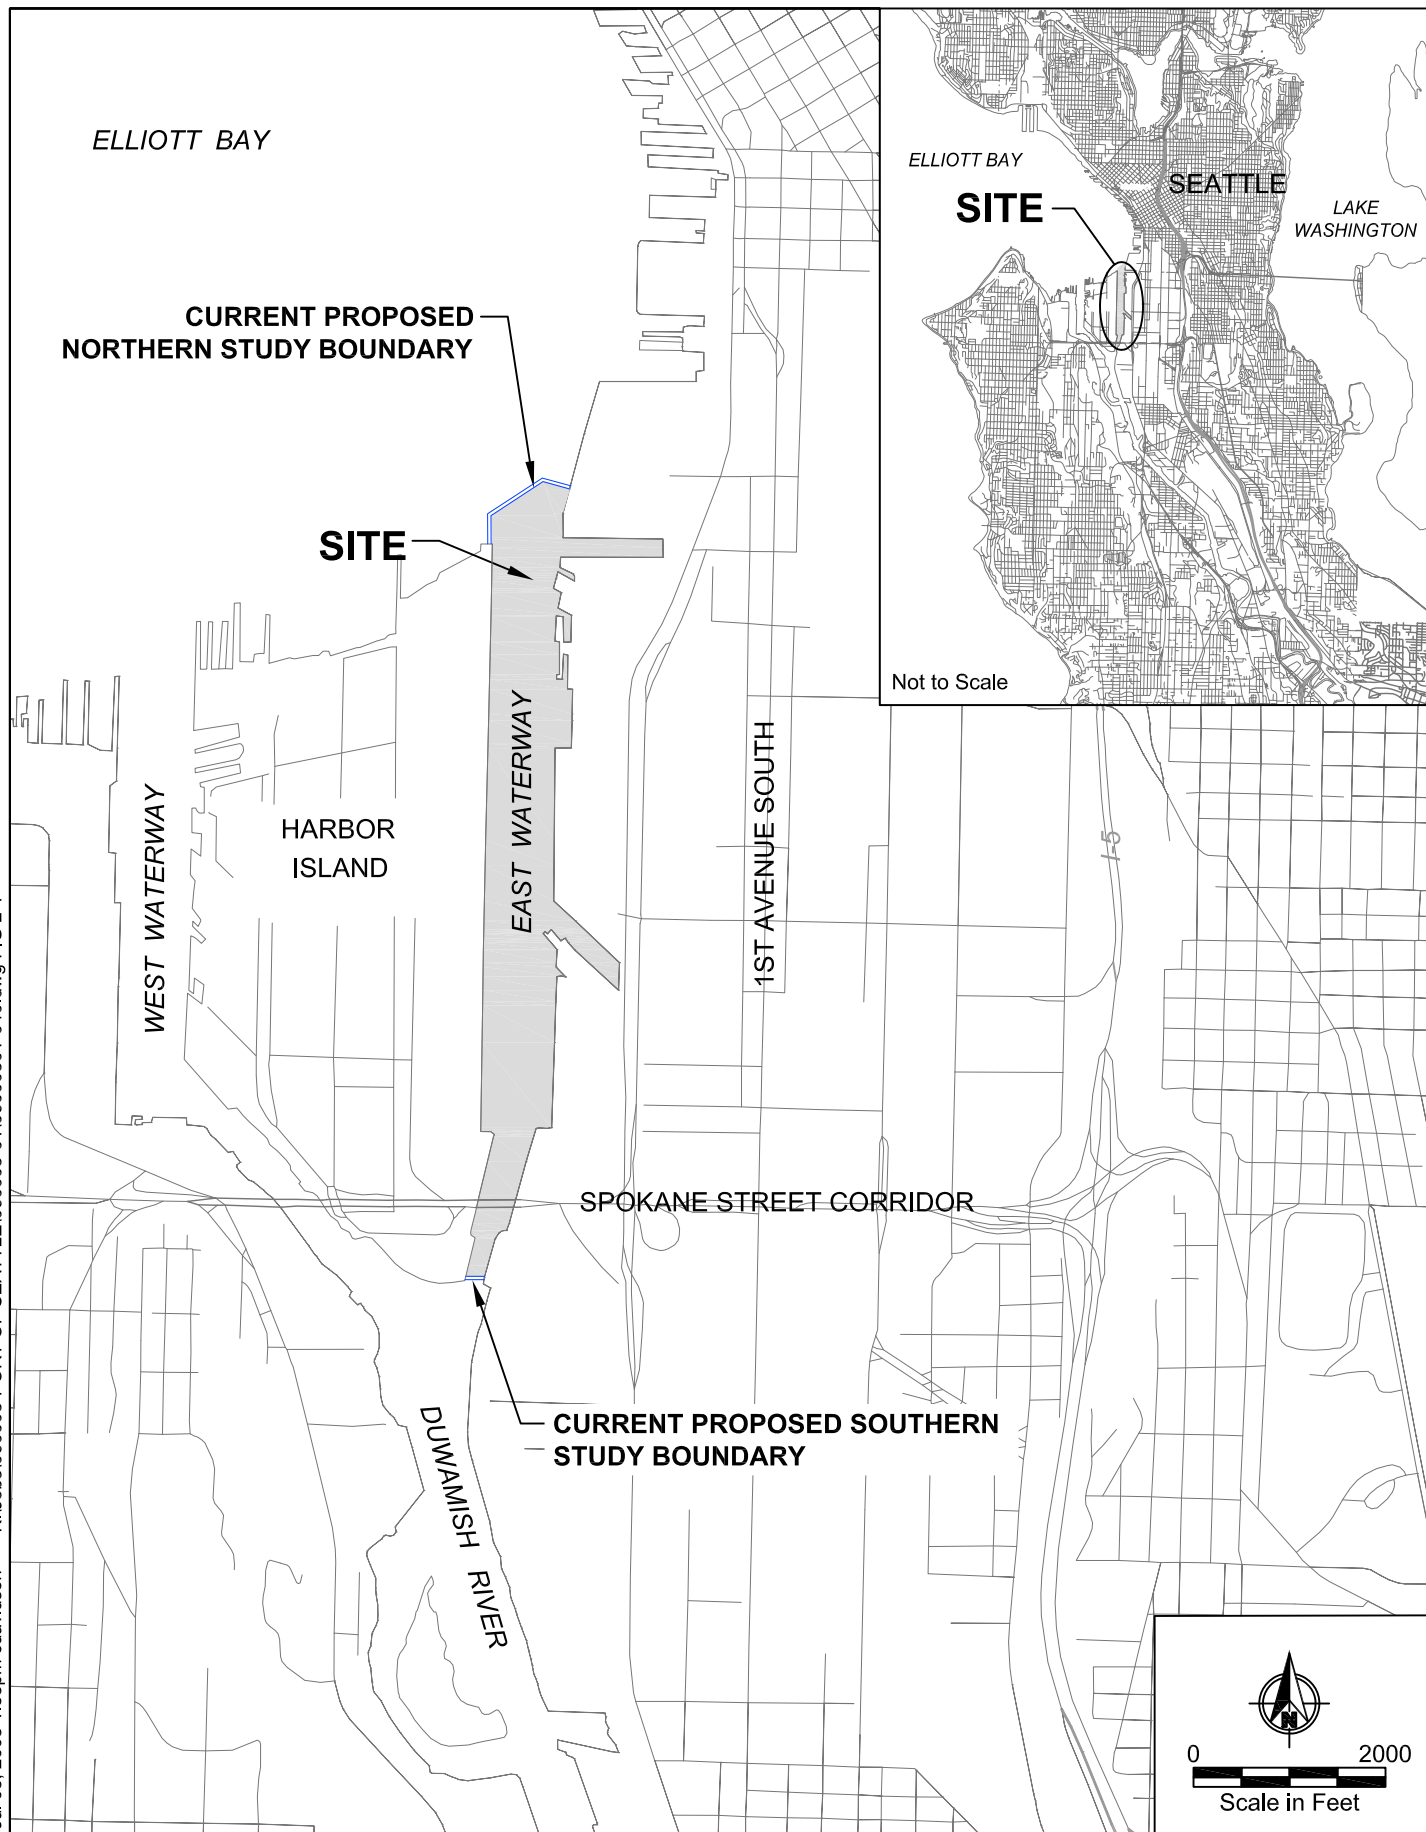 ELLIOTT BAY
CURRENT PROPOSED
NORTHERN STUDY BOUNDARY
SITE
EAST WATERWAY
WEST WATERWAY
HARBOR
ISLAND
1ST AVENUE SOUTH
I-5
SPOKANE STREET CORRIDOR
CURRENT PROPOSED SOUTHERN
STUDY BOUNDARY
DUWAMISH RIVER
ELLIOTT BAY
SEATTLE
SITE
LAKE
WASHINGTON
Not to Scale
N
0 2000
Scale in Feet